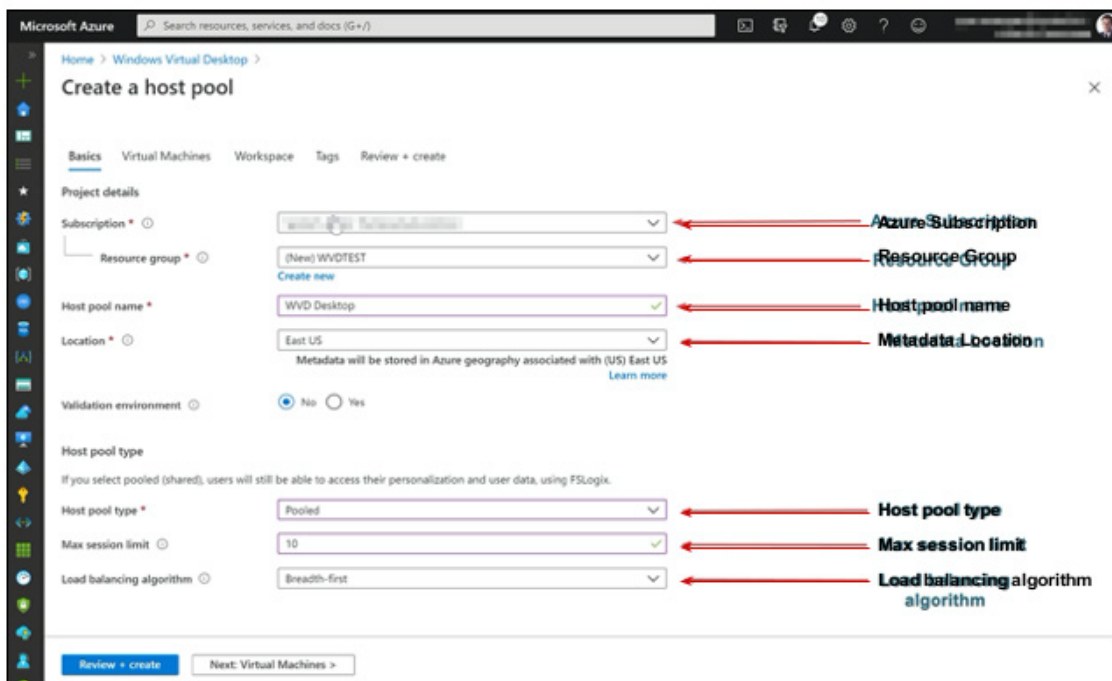 Microsoft Azure
Search resources, services, and docs (G+/)
Home > Windows Virtual Desktop >
Create a host pool
Basics Virtual Machines Workspace Tags Review + create
Project details
Subscription * Azure Subscription
Resource group * (New) WVDTEST Resource Group
Create new
Host pool name * WVD Desktop Host pool name
Location * East US Metadata Location
Metadata will be stored in Azure geography associated with (US) East US
Learn more
Validation environment No Yes
Host pool type
If you select pooled (shared), users will still be able to access their personalization and user data, using FSLogix.
Host pool type * Pooled Host pool type
Max session limit 10 Max session limit
Load balancing algorithm Breadth-first Load balancing algorithm
algorithm
Review + create Next: Virtual Machines >